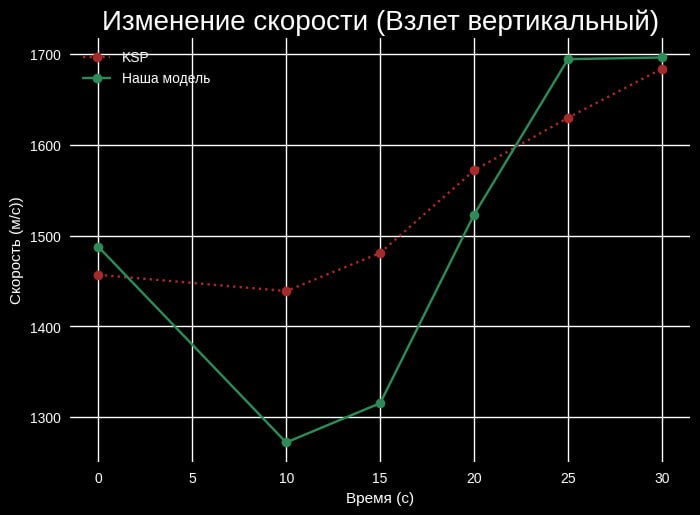 Изменение скорости (Взлет вертикальный)
KSP
Наша модель
1700
1600
1500
1400
1300
Скорость (м/с))
0 5 10 15 20 25 30
Время (с)